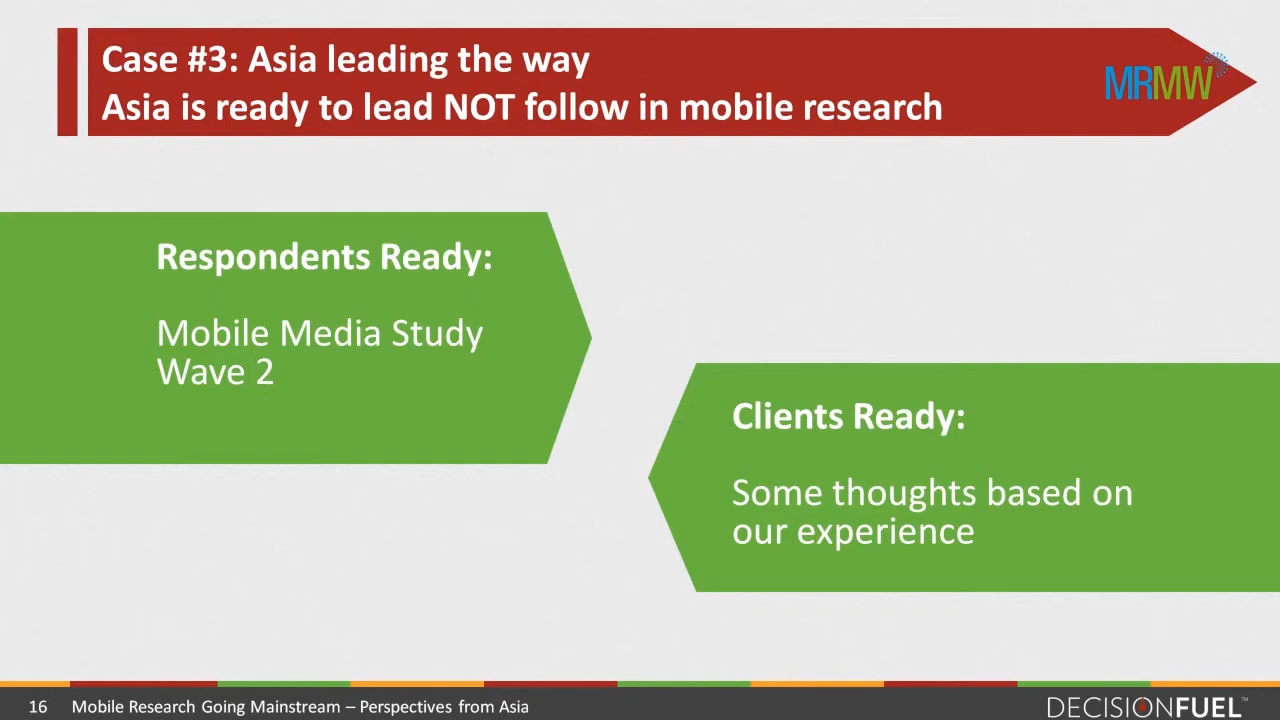 Case #3: Asia leading the way
Asia is ready to lead NOT follow in mobile research
MRMW
Respondents Ready:
Mobile Media Study
Wave 2
Clients Ready:
Some thoughts based on
our experience
16 Mobile Research Going Mainstream – Perspectives from Asia
DECISIONFUEL™